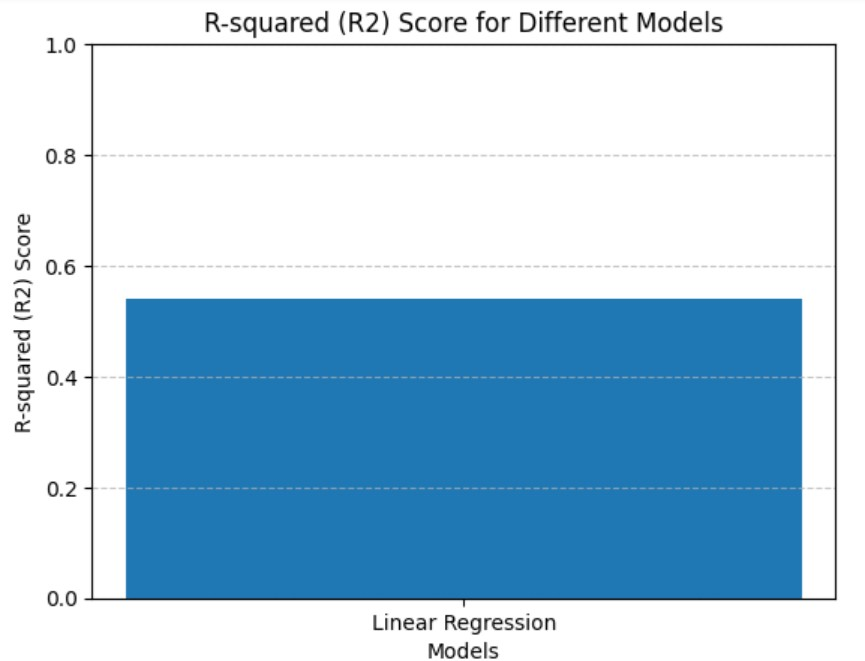 R-squared (R2) Score for Different Models
1.0
0.8
0.6
0.4
0.2
0.0
R-squared (R2) Score
Linear Regression
Models